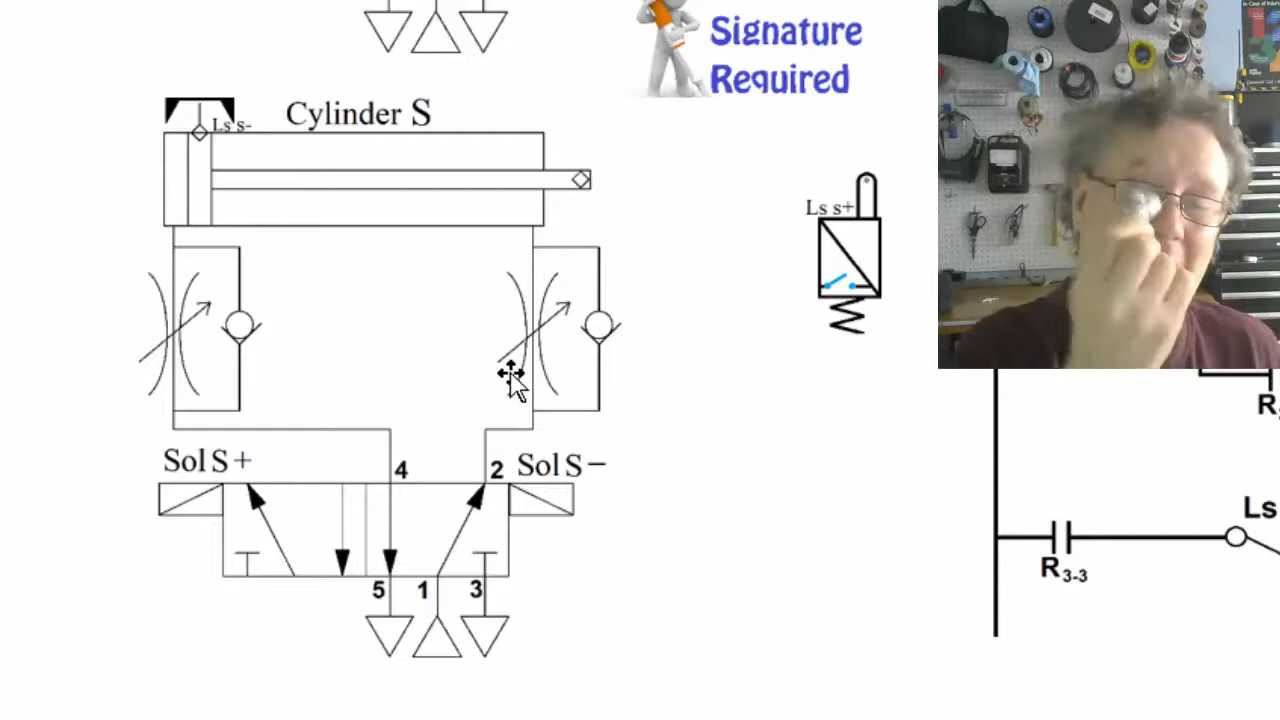 Signature
Required
Cylinder S
Ls s-
Ls s+
Sol S+
4
2
Sol S-
5
1
3
R
Ls
R3-3